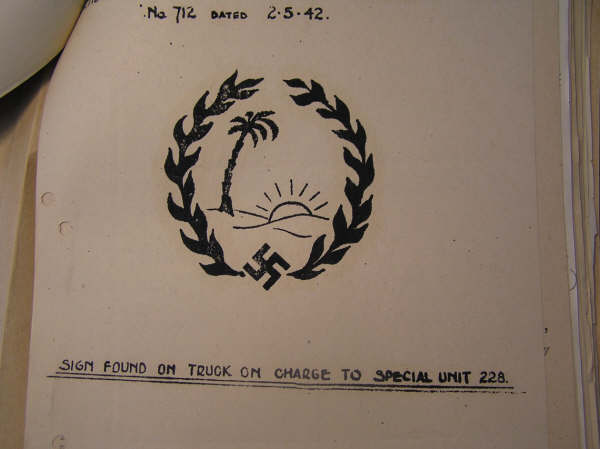 No 712 DATED 2·5·42.
SIGN FOUND ON TRUCK ON CHARGE TO SPECIAL UNIT 228.